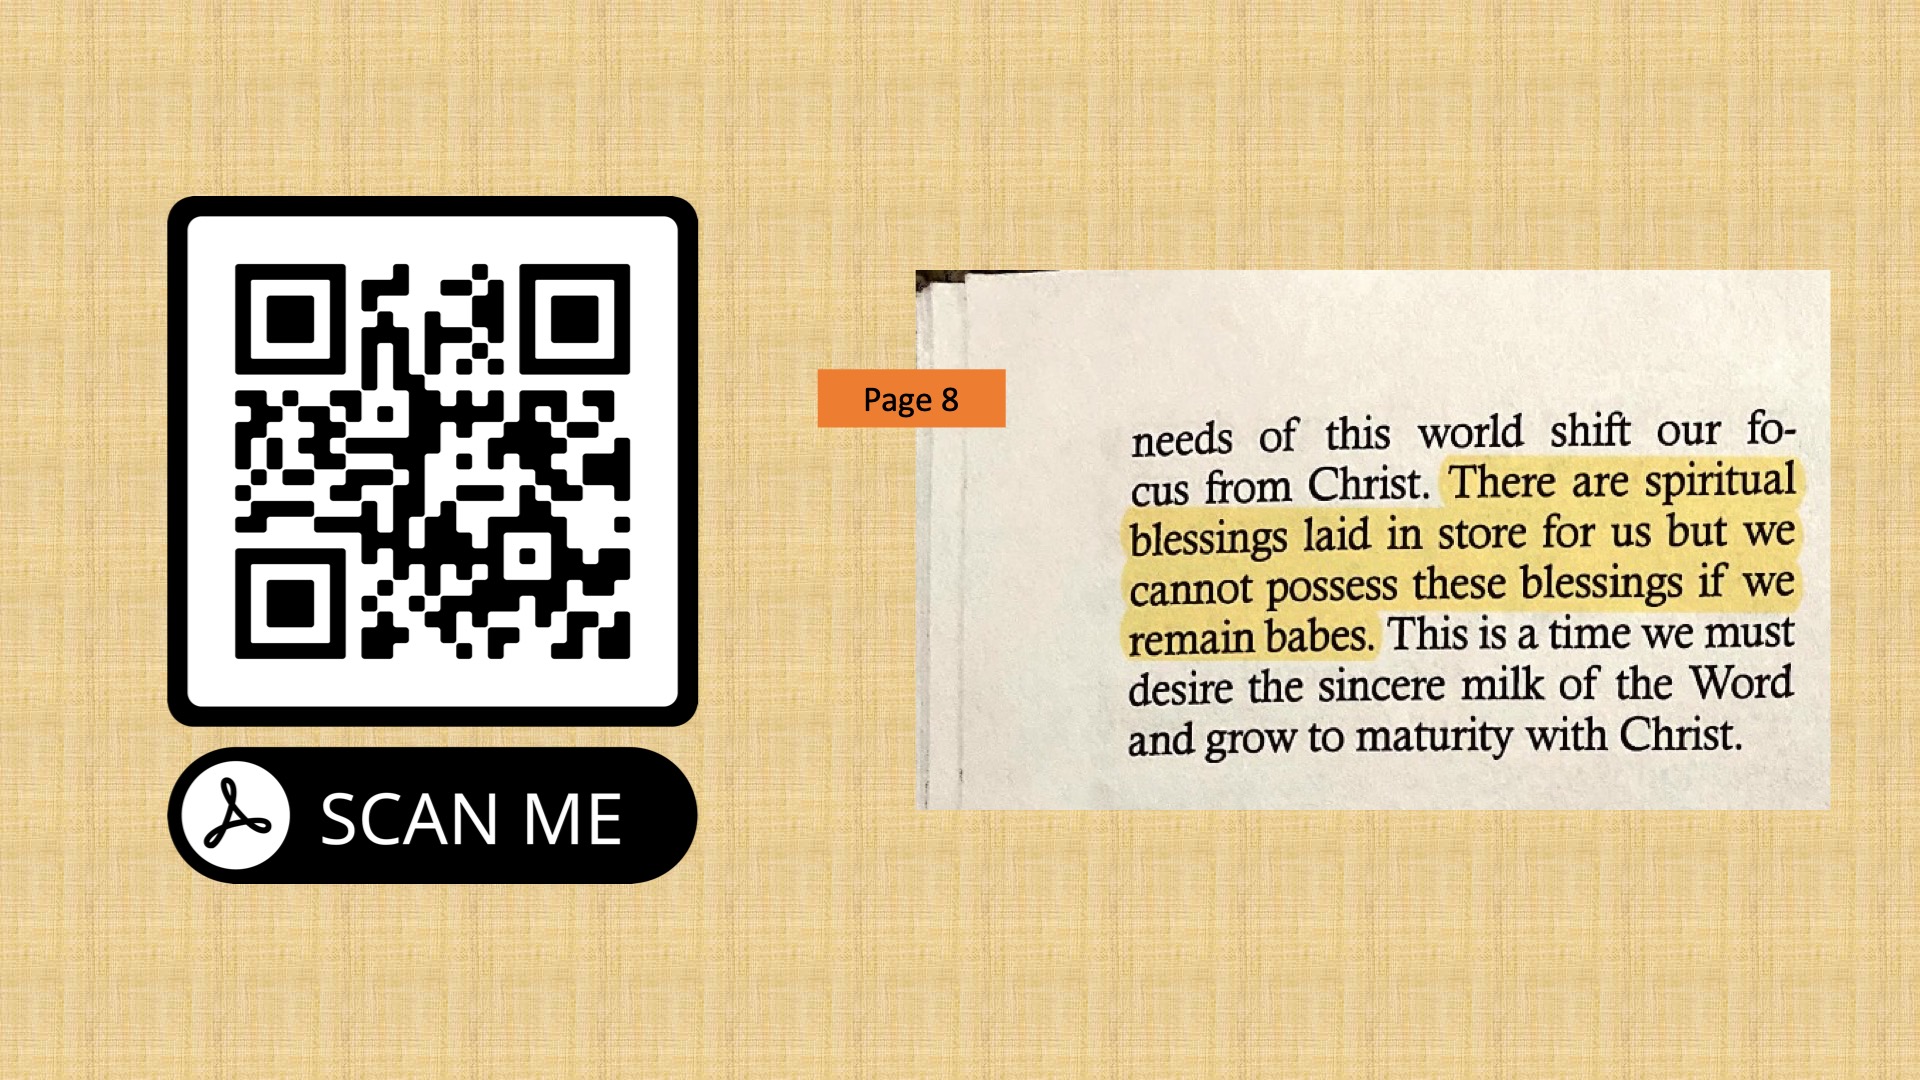 SCAN ME
Page 8
needs of this world shift our fo-
cus from Christ. There are spiritual
blessings laid in store for us but we
cannot possess these blessings if we
remain babes. This is a time we must
desire the sincere milk of the Word
and grow to maturity with Christ.